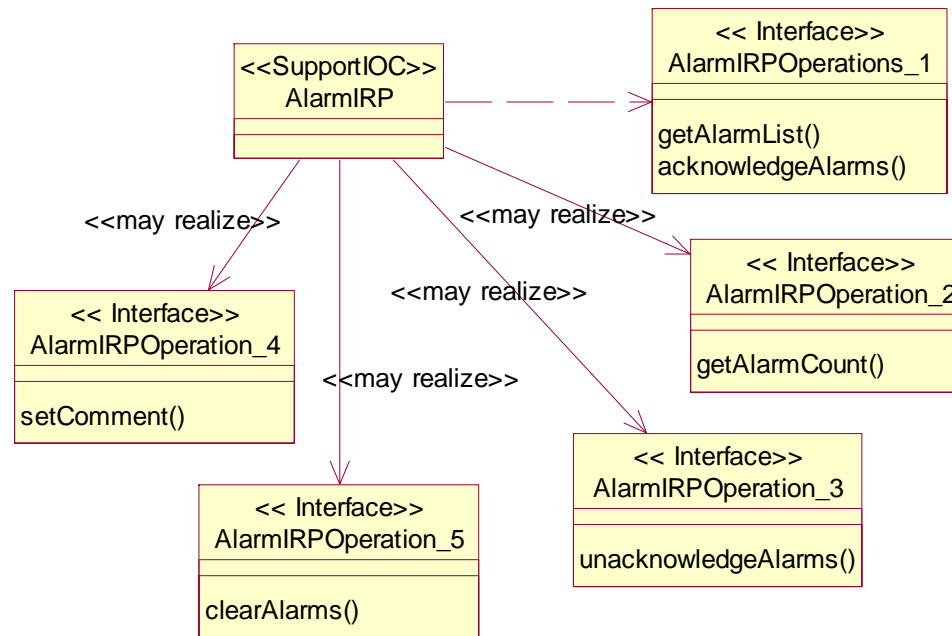 <<SupportIOC>>
AlarmIRP
<< Interface>>
AlarmIRPOperations_1
getAlarmList()
acknowledgeAlarms()
<<may realize>>
<<may realize>>
<<may realize>>
<<may realize>>
<< Interface>>
AlarmIRPOperation_2
getAlarmCount()
<< Interface>>
AlarmIRPOperation_4
setComment()
<< Interface>>
AlarmIRPOperation_3
unacknowledgeAlarms()
<< Interface>>
AlarmIRPOperation_5
clearAlarms()